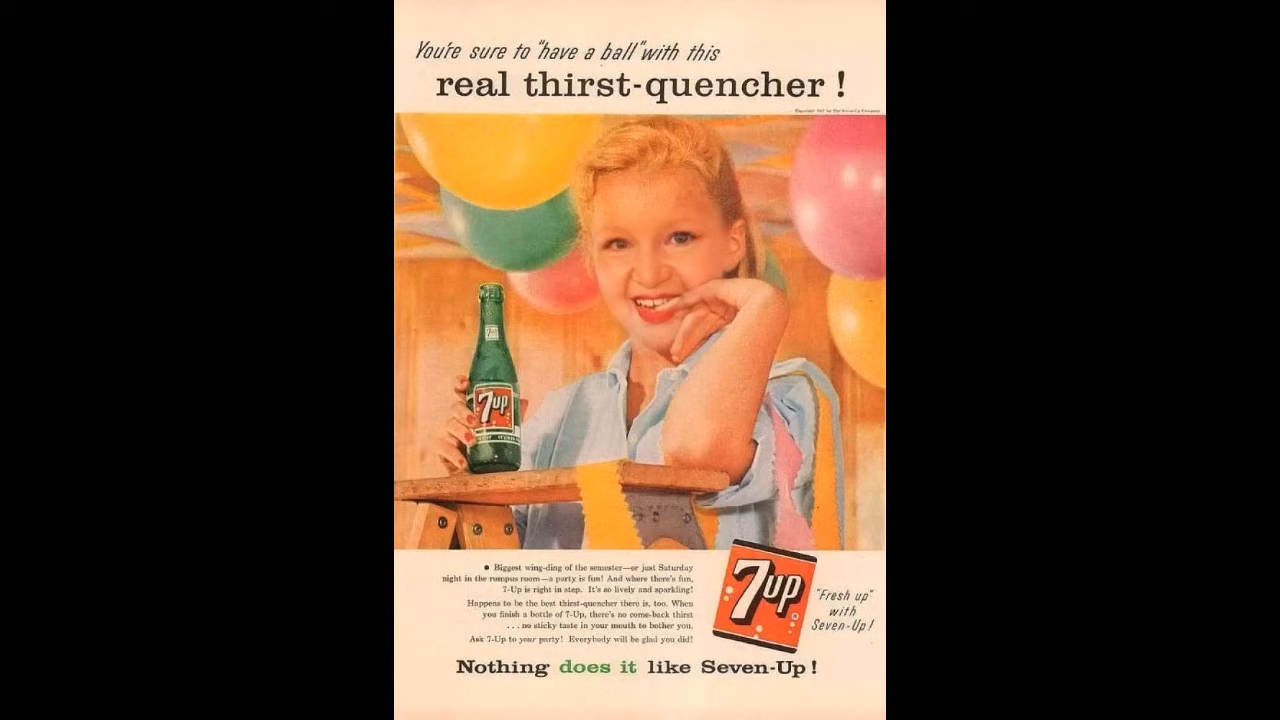 You're sure to "have a ball" with this
real thirst-quencher!
7up
7up
● Biggest wing-ding of the semester—or just Saturday
night in the rumpus room—a party is fun! And where there's fun,
7-Up is right in step. It's so lively and sparkling!
Happens to be the best thirst-quencher there is, too. When
you finish a bottle of 7-Up, there's no come-back thirst
. . . no sticky taste in your mouth to bother you.
Ask 7-Up to your party! Everybody will be glad you did!
7up
"Fresh up"
with
Seven-Up!
Nothing does it like Seven-Up!